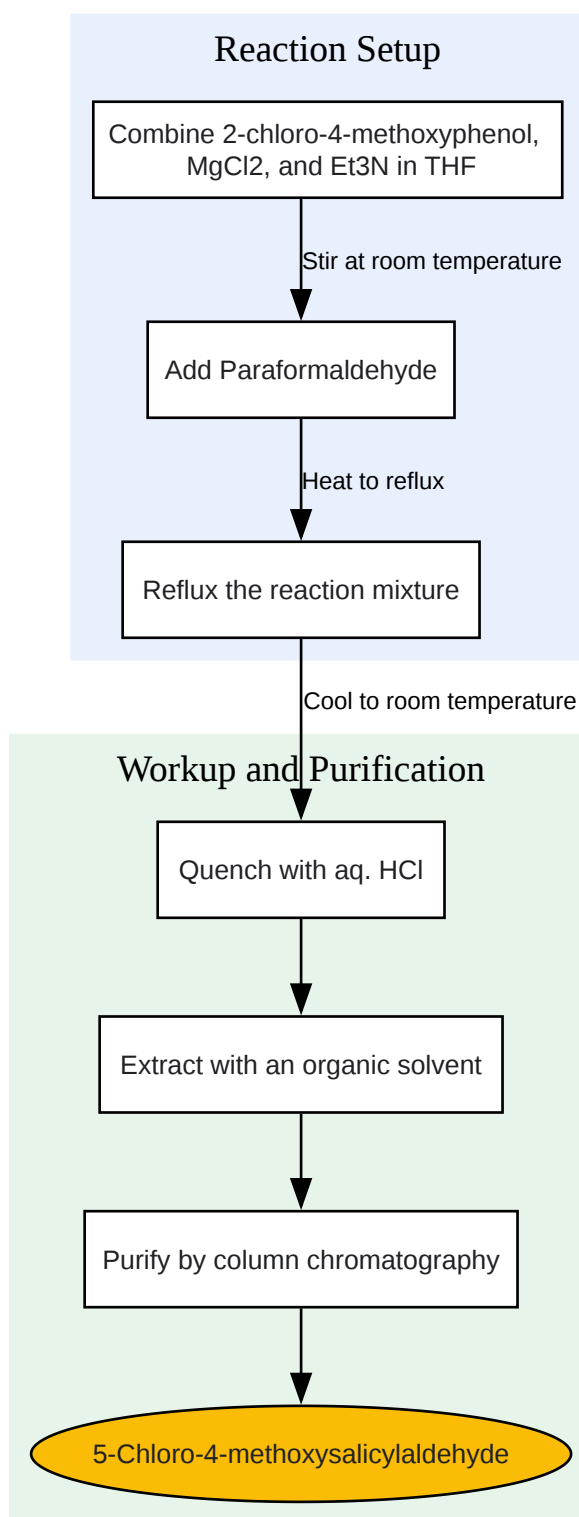 Reaction Setup
Combine 2-chloro-4-methoxyphenol,
MgCl2, and Et3N in THF
Stir at room temperature
Add Paraformaldehyde
Heat to reflux
Reflux the reaction mixture
Cool to room temperature
Workup and Purification
Quench with aq. HCl
Extract with an organic solvent
Purify by column chromatography
5-Chloro-4-methoxysalicylaldehyde